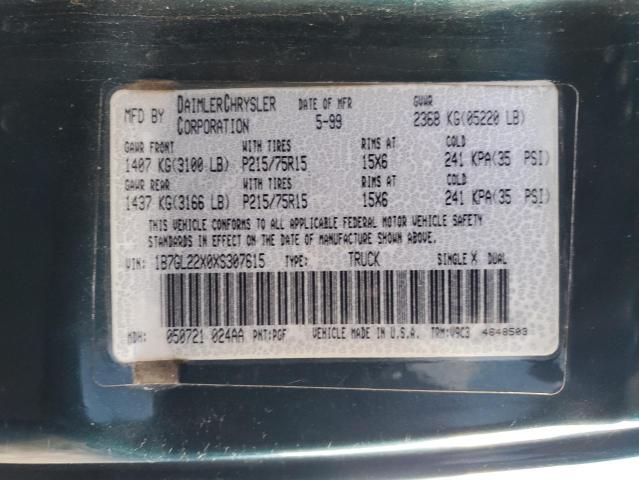 MFD BY DAIMLERCHRYSLER CORPORATION DATE OF MFR 5-99 GVWR 2368 KG(05220 LB)
GAWR FRONT WITH TIRES RIMS AT COLD
1407 KG(3100 LB) P215/75R15 15X6 241 KPA(35 PSI)
GAWR REAR WITH TIRES RIMS AT COLD
1437 KG(3166 LB) P215/75R15 15X6 241 KPA(35 PSI)
THIS VEHICLE CONFORMS TO ALL APPLICABLE FEDERAL MOTOR VEHICLE SAFETY
STANDARDS IN EFFECT ON THE DATE OF MANUFACTURE SHOWN ABOVE.
VIN: 1B7GL22X0XS307615 TYPE: TRUCK SINGLE X DUAL
MDH: 050721 024AA PNT:PGF VEHICLE MADE IN U.S.A. TRM:V9C3 4648503